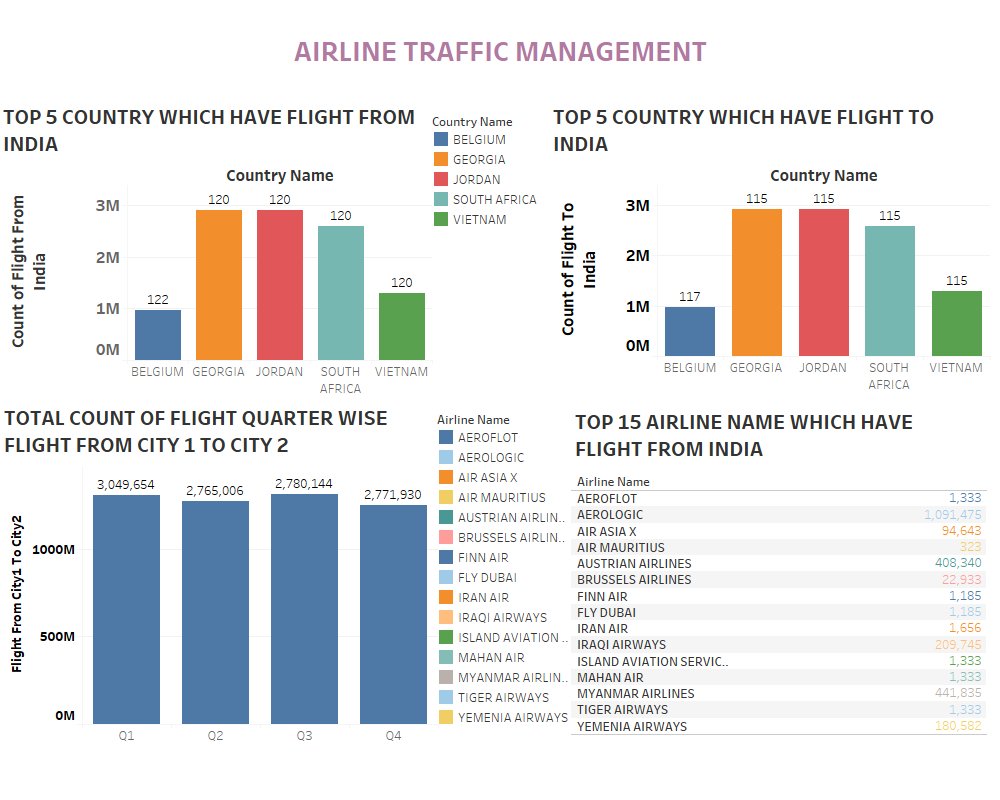 AIRLINE TRAFFIC MANAGEMENT
TOP 5 COUNTRY WHICH HAVE FLIGHT FROM
INDIA
Country Name
Count of Flight From
India
3M
2M
1M
0M
122
120
120
120
120
BELGIUM
GEORGIA
JORDAN
SOUTH
AFRICA
VIETNAM
Country Name
BELGIUM
GEORGIA
JORDAN
SOUTH AFRICA
VIETNAM
TOP 5 COUNTRY WHICH HAVE FLIGHT TO
INDIA
Country Name
Count of Flight To
India
3M
2M
1M
0M
117
115
115
115
115
BELGIUM
GEORGIA
JORDAN
SOUTH
AFRICA
VIETNAM
TOTAL COUNT OF FLIGHT QUARTER WISE
FLIGHT FROM CITY 1 TO CITY 2
Flight From City1 To City2
1000M
500M
0M
3,049,654
2,765,006
2,780,144
2,771,930
Q1
Q2
Q3
Q4
Airline Name
AEROFLOT
AEROLOGIC
AIR ASIA X
AIR MAURITIUS
AUSTRIAN AIRLIN..
BRUSSELS AIRLIN..
FINN AIR
FLY DUBAI
IRAN AIR
IRAQI AIRWAYS
ISLAND AVIATION ..
MAHAN AIR
MYANMAR AIRLIN..
TIGER AIRWAYS
YEMENIA AIRWAYS
TOP 15 AIRLINE NAME WHICH HAVE
FLIGHT FROM INDIA
Airline Name
AEROFLOT 1,333
AEROLOGIC 1,091,475
AIR ASIA X 94,643
AIR MAURITIUS 323
AUSTRIAN AIRLINES 408,340
BRUSSELS AIRLINES 22,933
FINN AIR 1,185
FLY DUBAI 1,185
IRAN AIR 1,656
IRAQI AIRWAYS 209,745
ISLAND AVIATION SERVIC.. 1,333
MAHAN AIR 1,333
MYANMAR AIRLINES 441,835
TIGER AIRWAYS 1,333
YEMENIA AIRWAYS 180,582